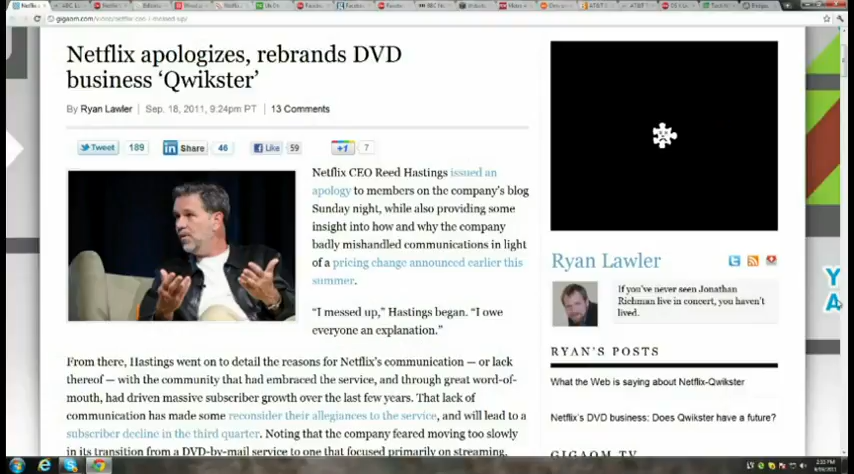 gigaom.com
Netflix apologizes, rebrands DVD
business ‘Qwikster’
By Ryan Lawler | Sep. 18, 2011, 9:24pm PT | 13 Comments
Tweet 189 in Share 46 Like 59 +1 7
Netflix CEO Reed Hastings issued an
apology to members on the company's blog
Sunday night, while also providing some
insight into how and why the company
badly mishandled communications in light
of a pricing change announced earlier this
summer.
“I messed up,” Hastings began. “I owe
everyone an explanation.”
From there, Hastings went on to detail the reasons for Netflix's communication — or lack
thereof — with the community that had embraced the service, and through great word-of-
mouth, had driven massive subscriber growth over the last few years. That lack of
communication has made some reconsider their allegiances to the service, and will lead to a
subscriber decline in the third quarter. Noting that the company feared moving too slowly
in its transition from a DVD-by-mail service to one that focused primarily on streaming,
Ryan Lawler
If you've never seen Jonathan
Richman live in concert, you haven't
lived.
RYAN'S POSTS
What the Web is saying about Netflix-Qwikster
Netflix's DVD business: Does Qwikster have a future?
GIGAOM TV
Y
A